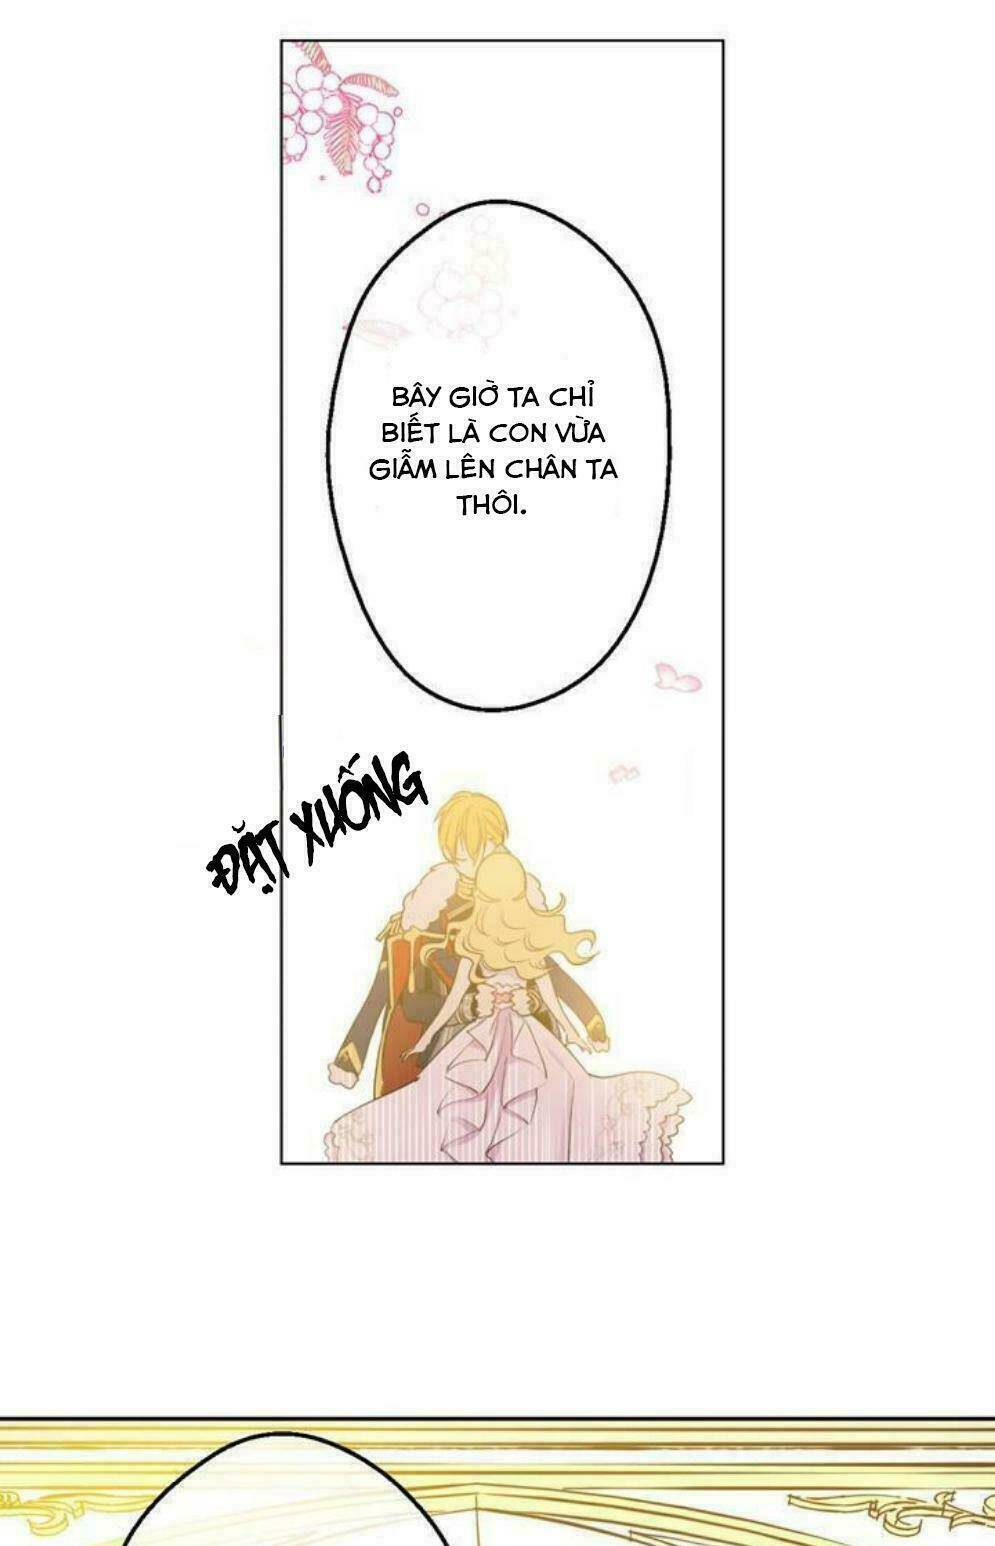 BÂY GIỜ TA CHỈ
BIẾT LÀ CON VỪA
GIẪM LÊN CHÂN TA
THÔI.
ĐẶT XUỐNG